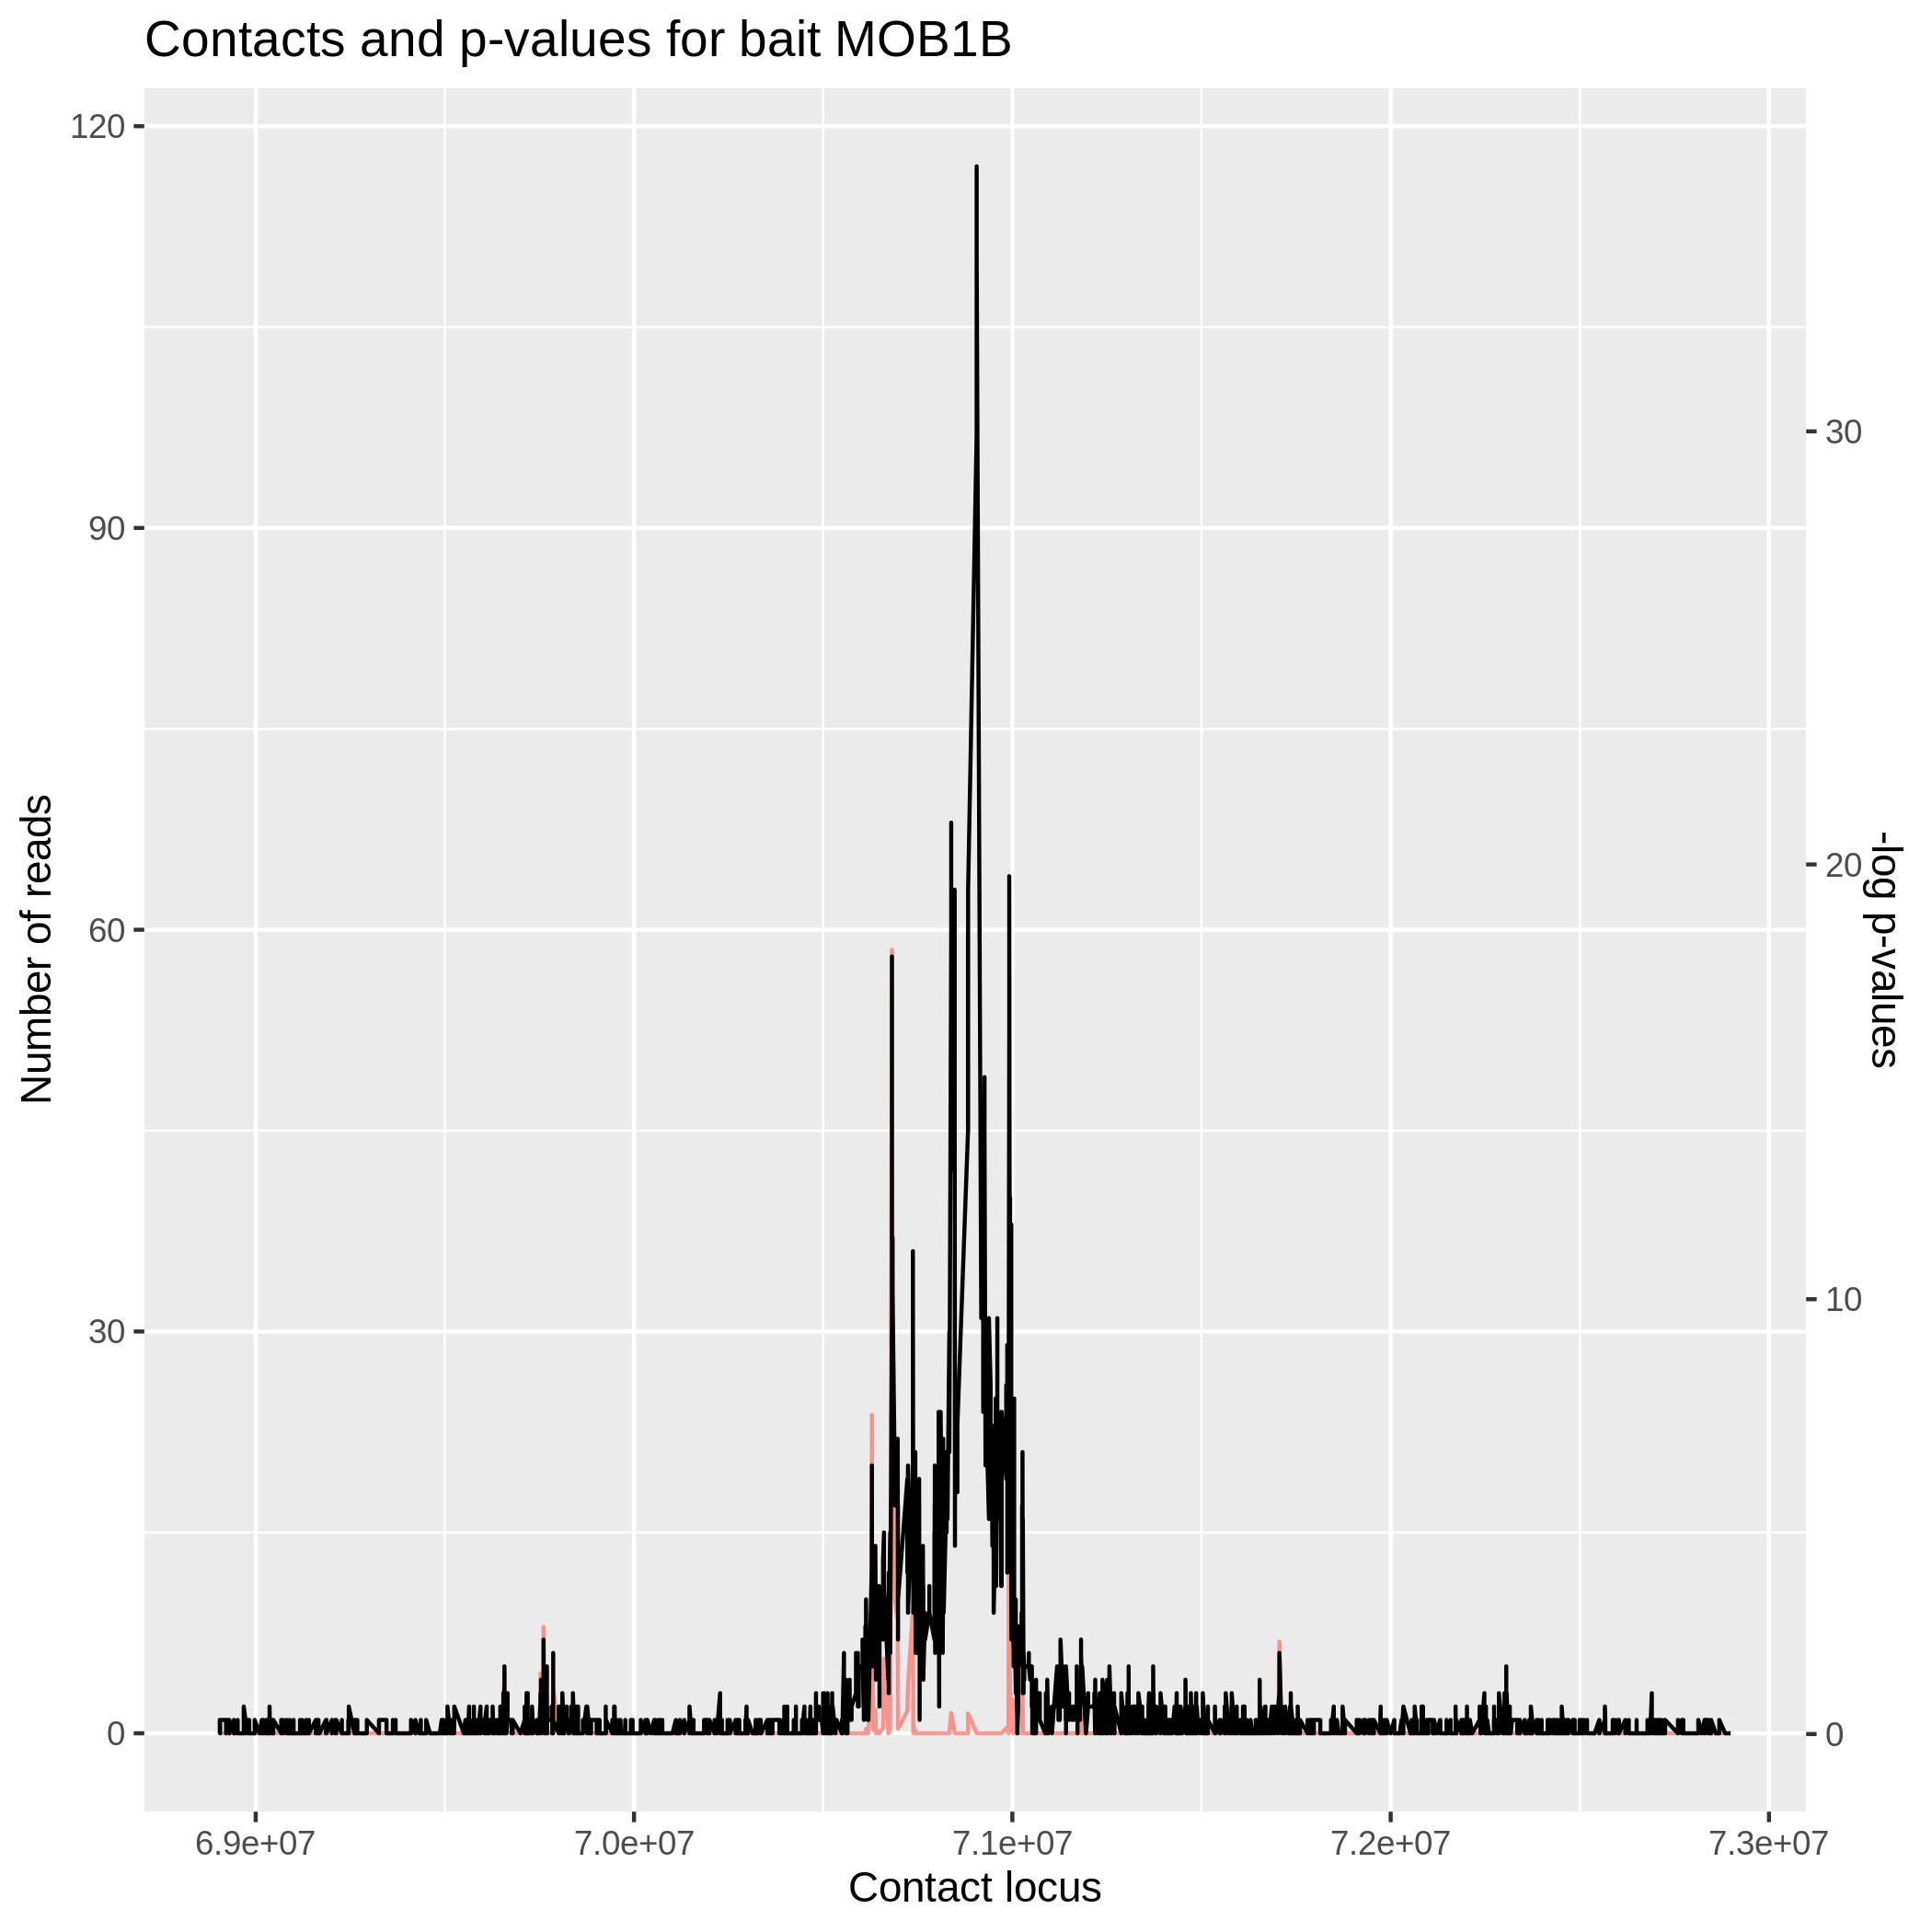 Contacts and p-values for bait MOB1B
120
90
60
30
0
Number of reads
30
20
10
0
-log p-values
6.9e+07
7.0e+07
7.1e+07
7.2e+07
7.3e+07
Contact locus